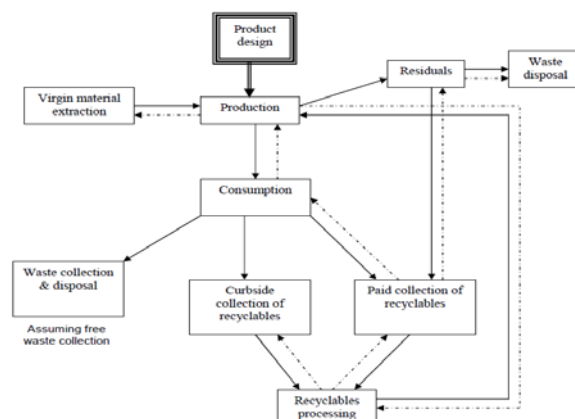 Product
design
Residuals
Waste
disposal
Virgin material
extraction
Production
Consumption
Waste collection
& disposal
Assuming free
waste collection
Curbside
collection of
recyclables
Paid collection of
recyclables
Recyclables
processing